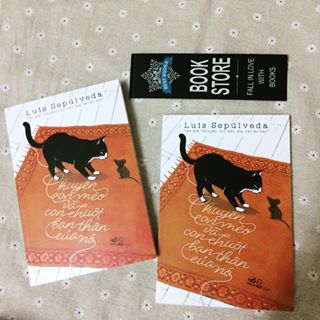 BOOK
STORE
FALL IN LOVE
WITH
BOOKS
Luis Sepúlveda
Chuyện
con mèo
và
con chuột
bạn thân
của nó
Luis Sepúlveda
Chuyện
con mèo
và
con chuột
bạn thân
của nó